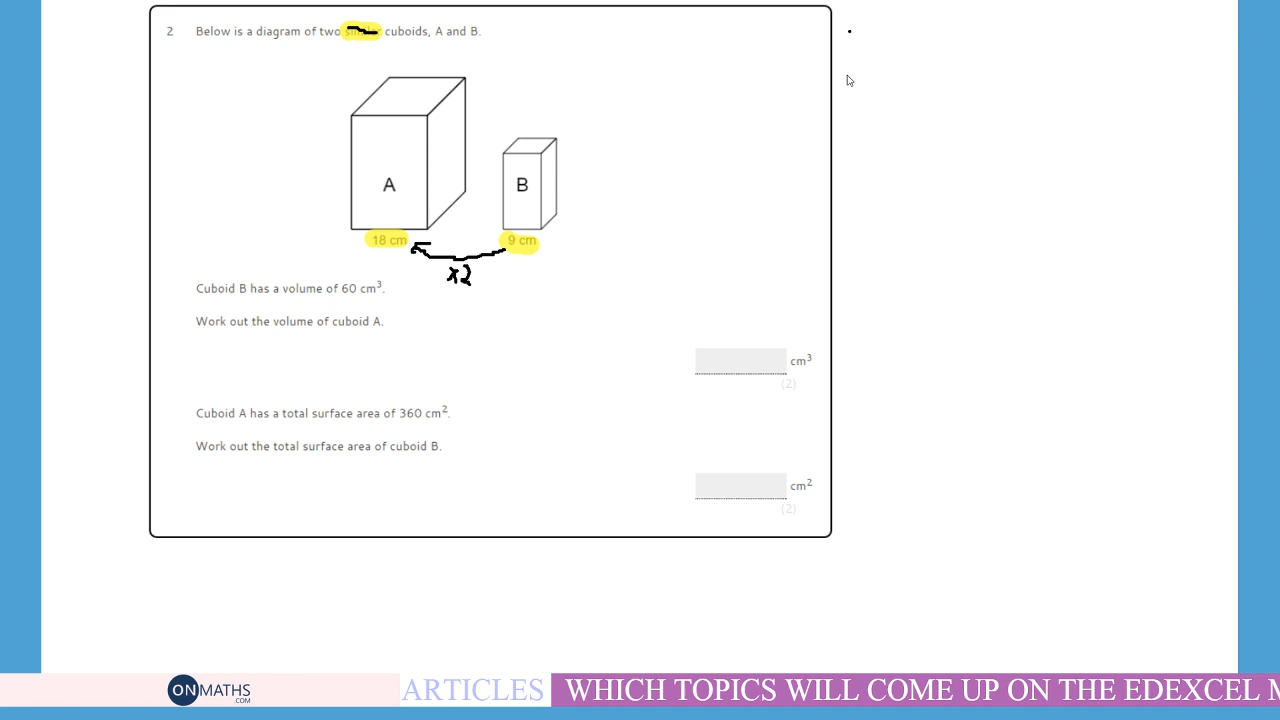 2 Below is a diagram of two similar cuboids, A and B.
A
B
18 cm
9 cm
x2
Cuboid B has a volume of 60 cm³.
Work out the volume of cuboid A.
cm³
(2)
Cuboid A has a total surface area of 360 cm².
Work out the total surface area of cuboid B.
cm²
(2)
ONMATHS
.COM
ARTICLES WHICH TOPICS WILL COME UP ON THE EDEXCEL